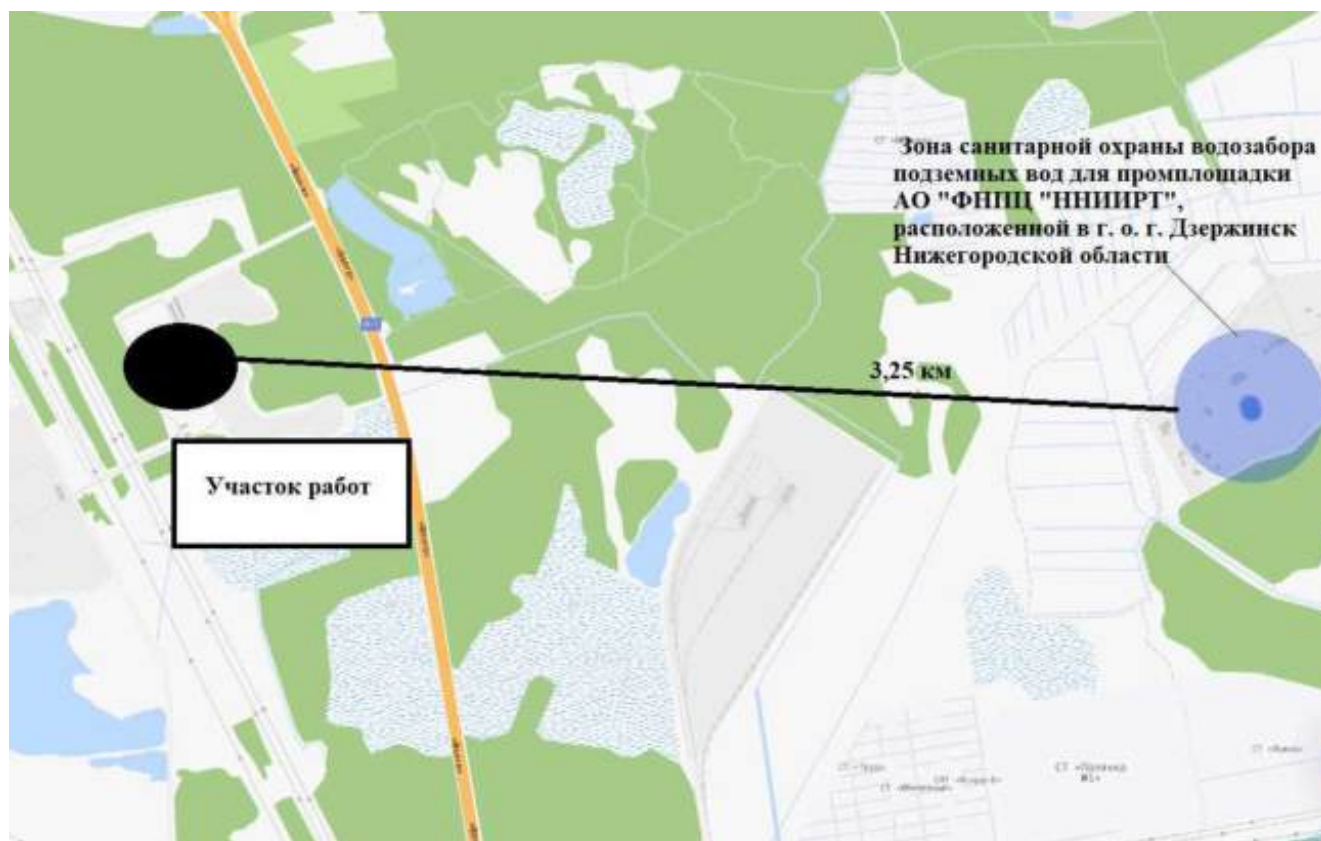 Зона санитарной охраны водозабора
подземных вод для промплощадки
АО "ФНПЦ "ННИИРТ",
расположенной в г. о. г. Дзержинск
Нижегородской области
3,25 км
Участок работ